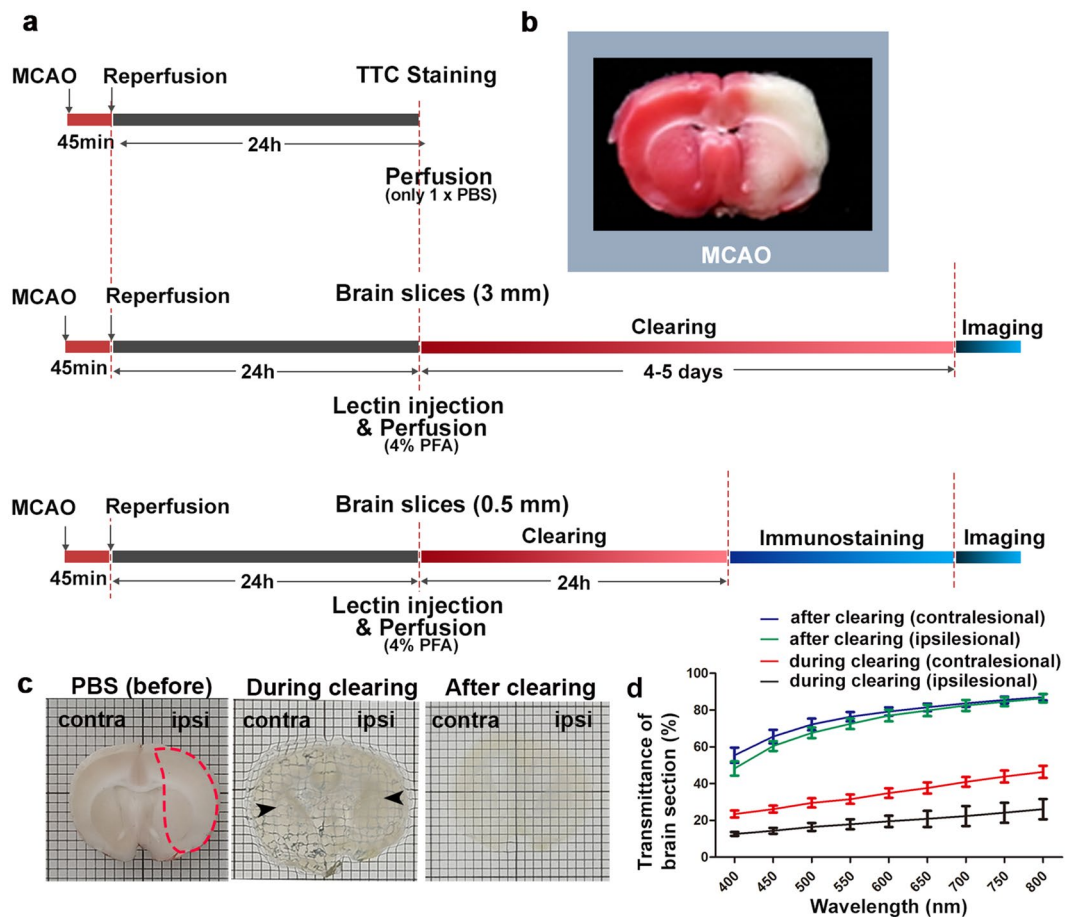 a
MCAO
Reperfusion
TTC Staining
45min
24h
Perfusion
(only 1 x PBS)
b
MCAO
MCAO
Reperfusion
Brain slices (3 mm)
Clearing
Imaging
45min
24h
4-5 days
Lectin injection
& Perfusion
(4% PFA)
MCAO
Reperfusion
Brain slices (0.5 mm)
Clearing
Immunostaining
Imaging
45min
24h
24h
Lectin injection
& Perfusion
(4% PFA)
c
PBS (before)
During clearing
After clearing
contra
ipsi
contra
ipsi
contra
ipsi
d
after clearing (contralesional)
after clearing (ipsilesional)
during clearing (contralesional)
during clearing (ipsilesional)
Transmittance of
brain section (%)
100
80
60
40
20
0
400
450
500
550
600
650
700
750
800
Wavelength (nm)